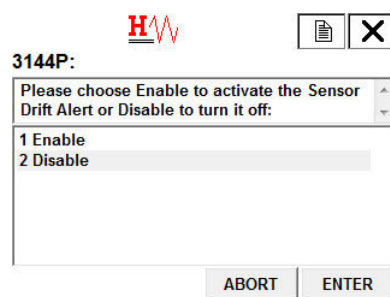 H
3144P:
Please choose Enable to activate the Sensor
Drift Alert or Disable to turn it off:
1 Enable
2 Disable
ABORT ENTER